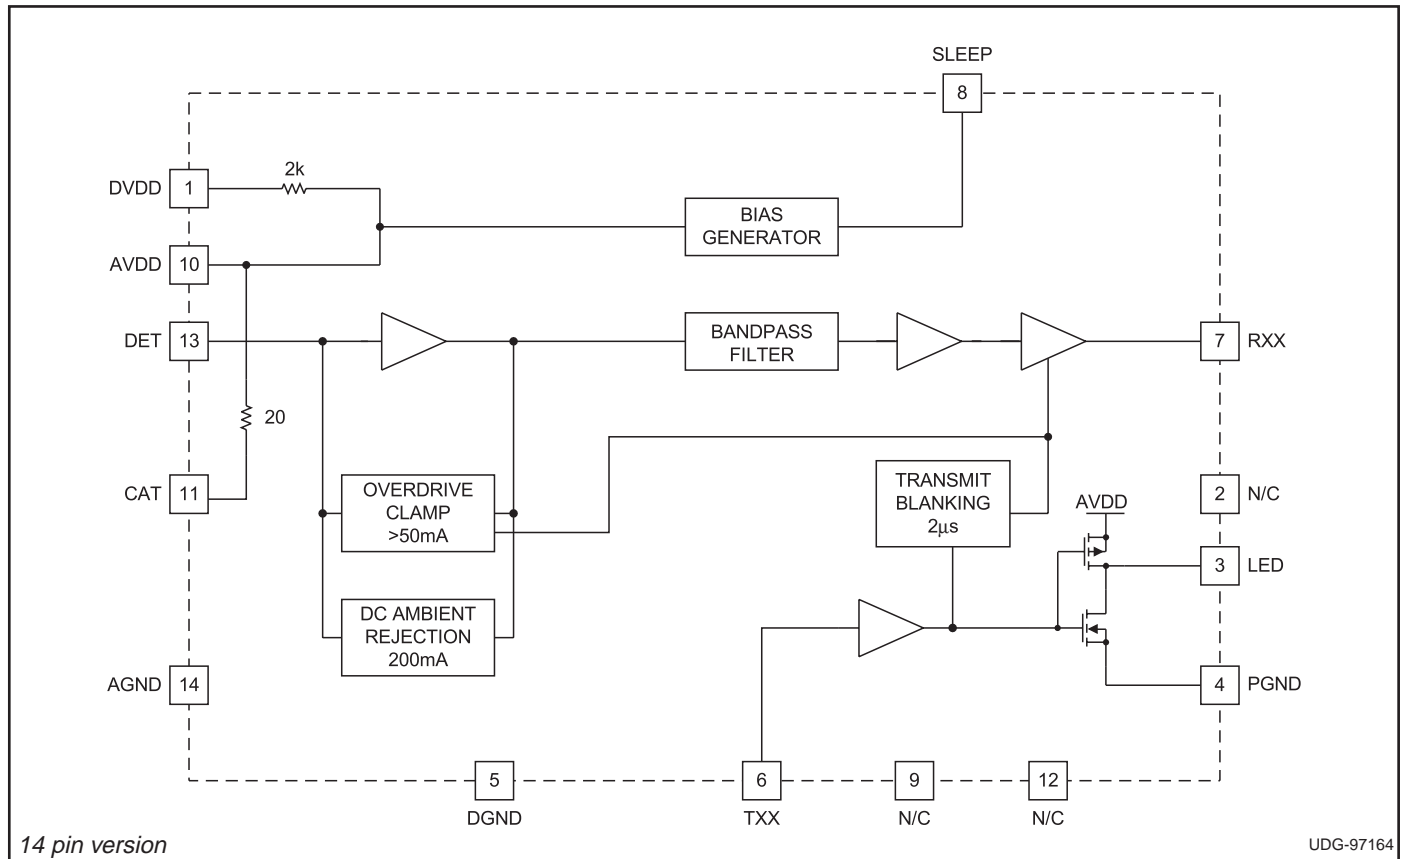 SLEEP
8
DVDD 1
2k
BIAS
GENERATOR
AVDD 10
DET 13
BANDPASS
FILTER
7 RXX
20
CAT 11
OVERDRIVE
CLAMP
>50mA
TRANSMIT
BLANKING
2μs
AVDD
2 N/C
3 LED
DC AMBIENT
REJECTION
200mA
AGND 14
4 PGND
5
DGND
6
TXX
9
N/C
12
N/C
14 pin version
UDG-97164